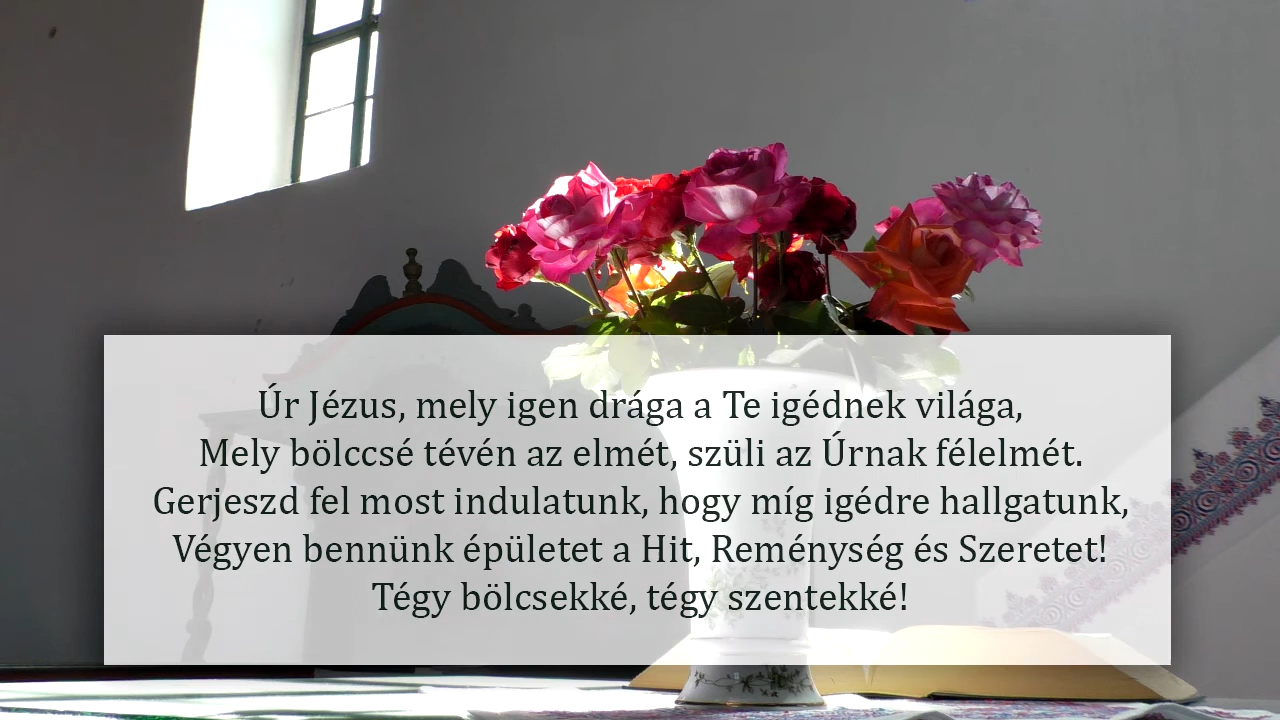 Úr Jézus, mely igen drága a Te igédnek világa,
Mely bölccsé tévén az elmét, szüli az Úrnak félelmét.
Gerjeszd fel most indulatunk, hogy míg igédre hallgatunk,
Végyen bennünk épületet a Hit, Reménység és Szeretet!
Tégy bölcsekké, tégy szentekké!